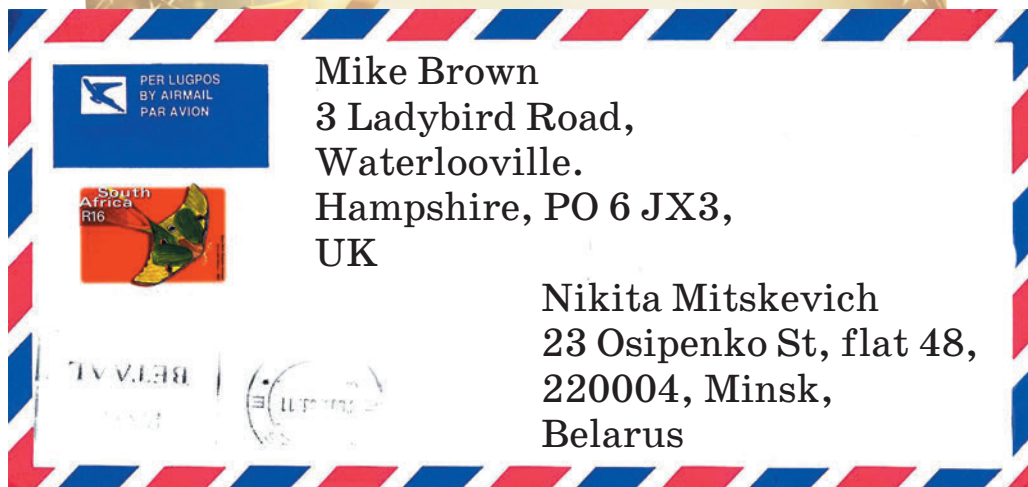 PER LUGPOS
BY AIRMAIL
PAR AVION
South
Africa
R16
Mike Brown
3 Ladybird Road,
Waterlooville.
Hampshire, PO 6 JX3,
UK
Nikita Mitskevich
23 Osipenko St, flat 48,
220004, Minsk,
Belarus